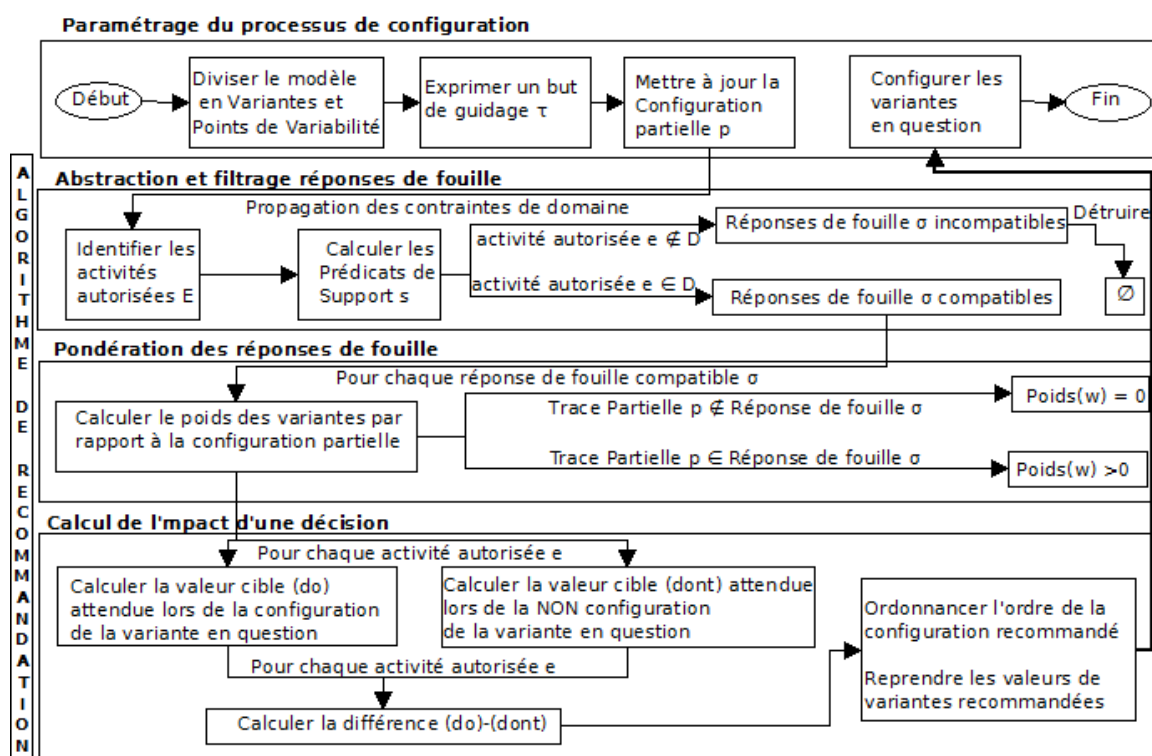 Paramétrage du processus de configuration
Début
Diviser le modèle
en Variantes et
Points de Variabilité
Exprimer un but
de guidage τ
Mettre à jour la
Configuration
partielle p
Configurer les
variantes
en question
Fin
ALGORITHME DE RECOMMANDATION
Abstraction et filtrage réponses de fouille
Propagation des contraintes de domaine
Identifier les
activités
autorisées E
Calculer les
Prédicats de
Support s
activité autorisée e ∉ D
activité autorisée e ∈ D
Réponses de fouille σ incompatibles
Détruire
∅
Réponses de fouille σ compatibles
Pondération des réponses de fouille
Pour chaque réponse de fouille compatible σ
Calculer le poids des variantes par
rapport à la configuration partielle
Trace Partielle p ∉ Réponse de fouille σ
Poids(w) = 0
Trace Partielle p ∈ Réponse de fouille σ
Poids(w) >0
Calcul de l'mpact d'une décision
Pour chaque activité autorisée e
Calculer la valeur cible (do)
attendue lors de la configuration
de la variante en question
Calculer la valeur cible (dont) attendue
lors de la NON configuration
de la variante en question
Pour chaque activité autorisée e
Calculer la différence (do)-(dont)
Ordonnancer l'ordre de la
configuration recommandé
Reprendre les valeurs de
variantes recommandées